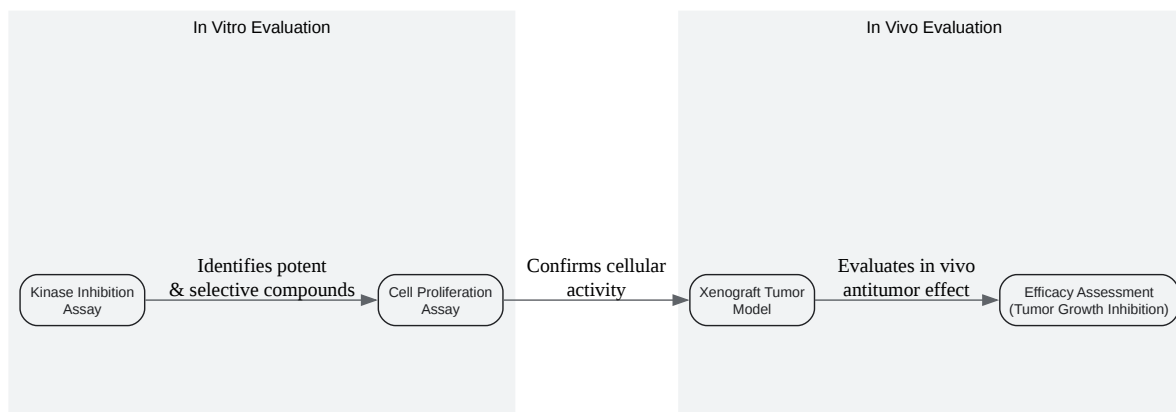 In Vitro Evaluation
In Vivo Evaluation
Kinase Inhibition
Assay
Identifies potent
& selective compounds
Cell Proliferation
Assay
Confirms cellular
activity
Xenograft Tumor
Model
Evaluates in vivo
antitumor effect
Efficacy Assessment
(Tumor Growth Inhibition)